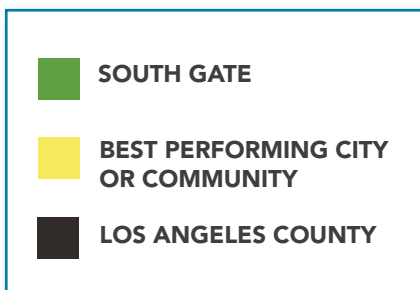 SOUTH GATE
BEST PERFORMING CITY
OR COMMUNITY
LOS ANGELES COUNTY